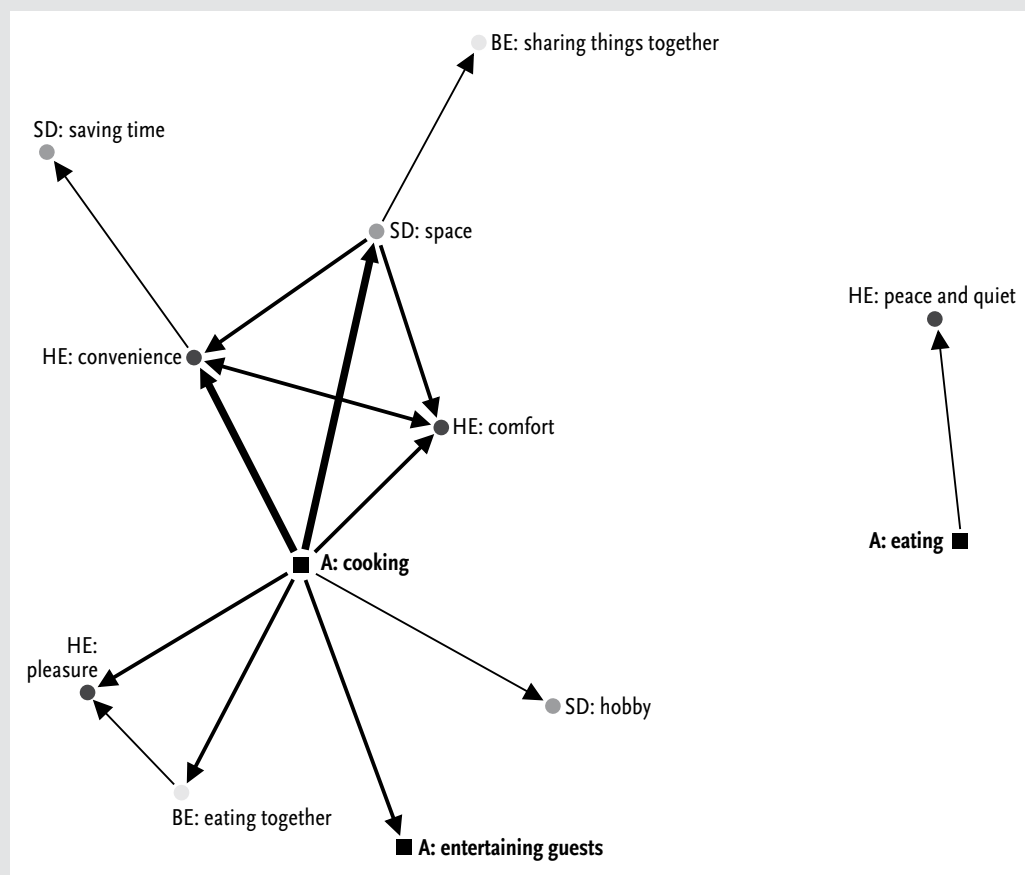 BE: sharing things together
SD: saving time
SD: space
HE: peace and quiet
HE: convenience
HE: comfort
A: eating
A: cooking
HE:
pleasure
SD: hobby
BE: eating together
A: entertaining guests